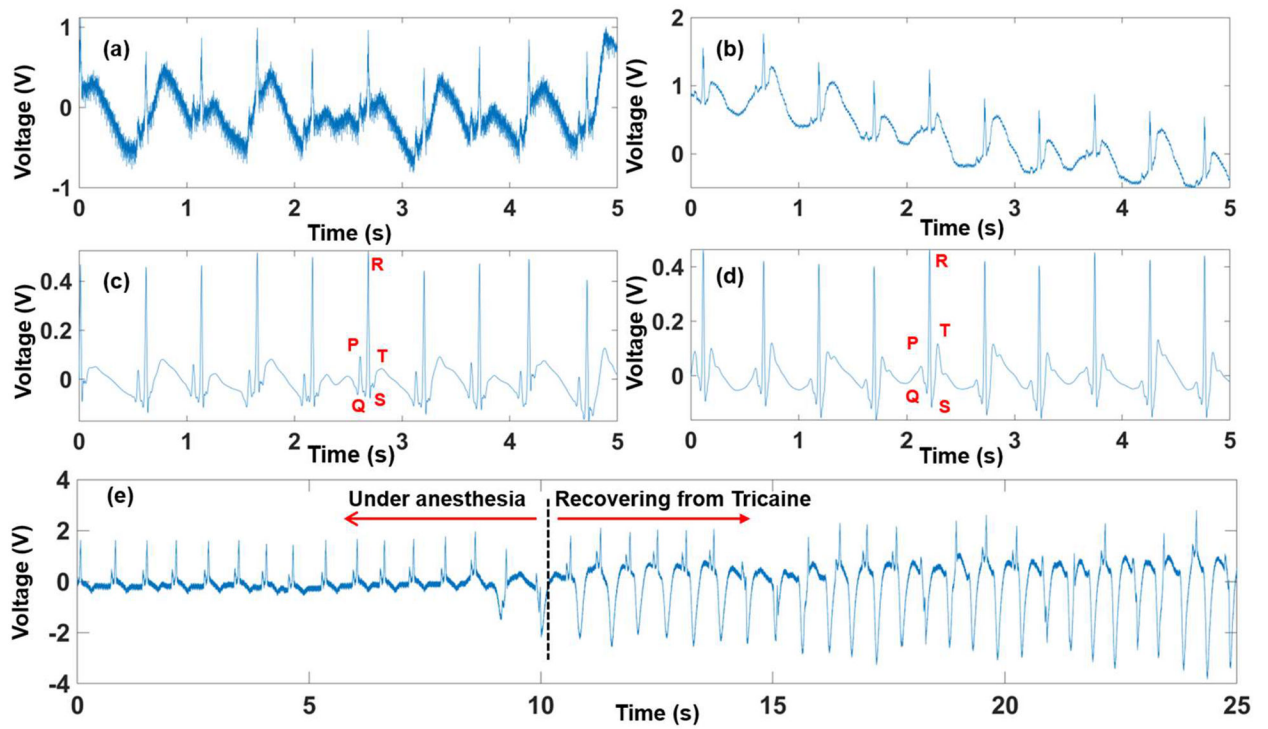 (a)
Voltage (V)
1
0
-1
0 1 2 3 4 5
Time (s)
(b)
Voltage (V)
2
1
0
0 1 2 3 4 5
Time (s)
(c)
Voltage (V)
0.4
0.2
0
R
P
T
Q
S
0 1 2 3 4 5
Time (s)
(d)
Voltage (V)
0.4
0.2
0
R
P
T
Q
S
0 1 2 3 4 5
Time (s)
(e)
Under anesthesia
Recovering from Tricaine
Voltage (V)
4
2
0
-2
-4
0 5 10 15 20 25
Time (s)